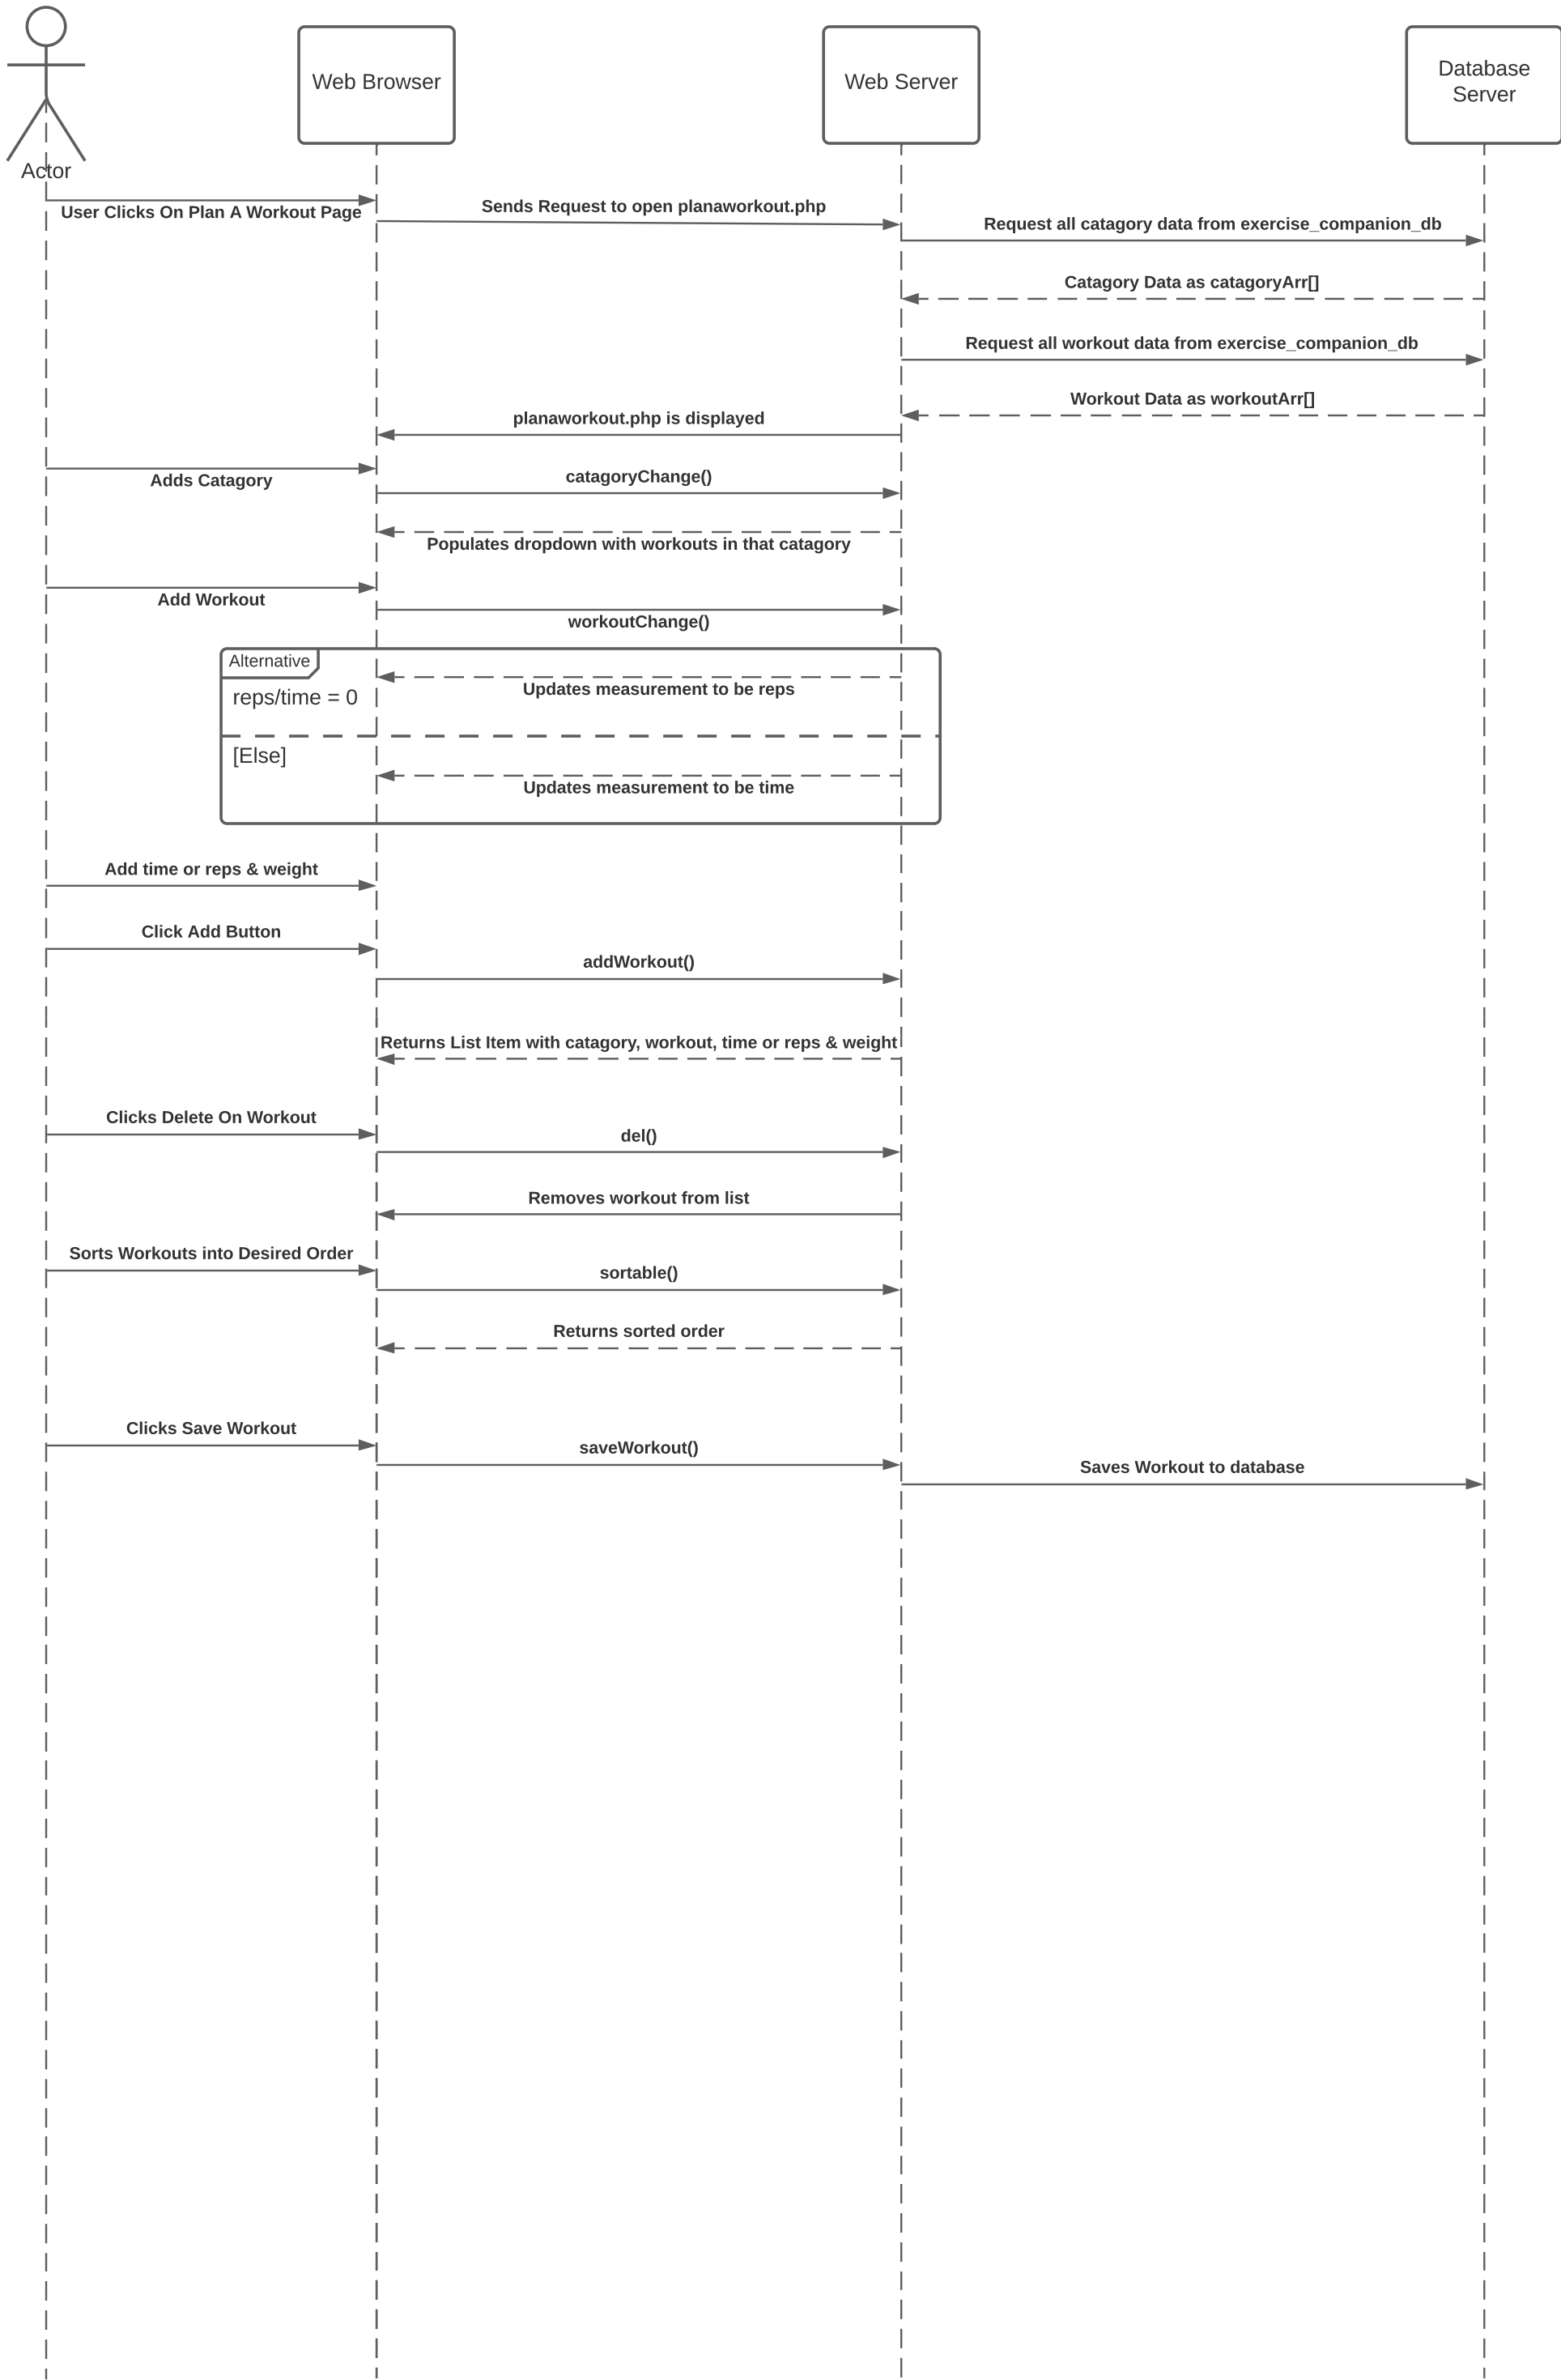 Actor
Web Browser
Web Server
Database
Server
User Clicks On Plan A Workout Page
Sends Request to open planaworkout.php
Request all catagory data from exercise_companion_db
Catagory Data as catagoryArr[]
Request all workout data from exercise_companion_db
Workout Data as workoutArr[]
planaworkout.php is displayed
Adds Catagory
catagoryChange()
Populates dropdown with workouts in that catagory
Add Workout
workoutChange()
Alternative
reps/time = 0
Updates measurement to be reps
[Else]
Updates measurement to be time
Add time or reps & weight
Click Add Button
addWorkout()
Returns List Item with catagory, workout, time or reps & weight
Clicks Delete On Workout
del()
Removes workout from list
Sorts Workouts into Desired Order
sortable()
Returns sorted order
Clicks Save Workout
saveWorkout()
Saves Workout to database